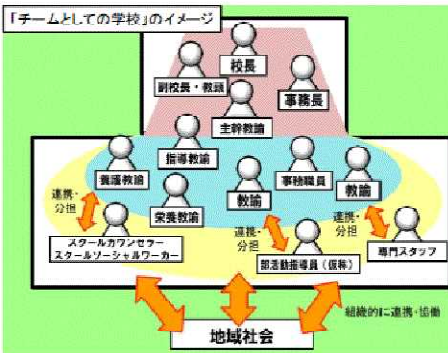 「チームとしての学校」のイメージ
校長
副校長・教頭
事務長
主幹教諭
指導教諭
養護教諭
事務職員
教諭
教諭
栄養教諭
連携・
分担
連携・
分担
連携・
分担
スクールカウンセラー
スクールソーシャルワーカー
部活動指導員(仮称)
専門スタッフ
組織的に連携・協働
地域社会